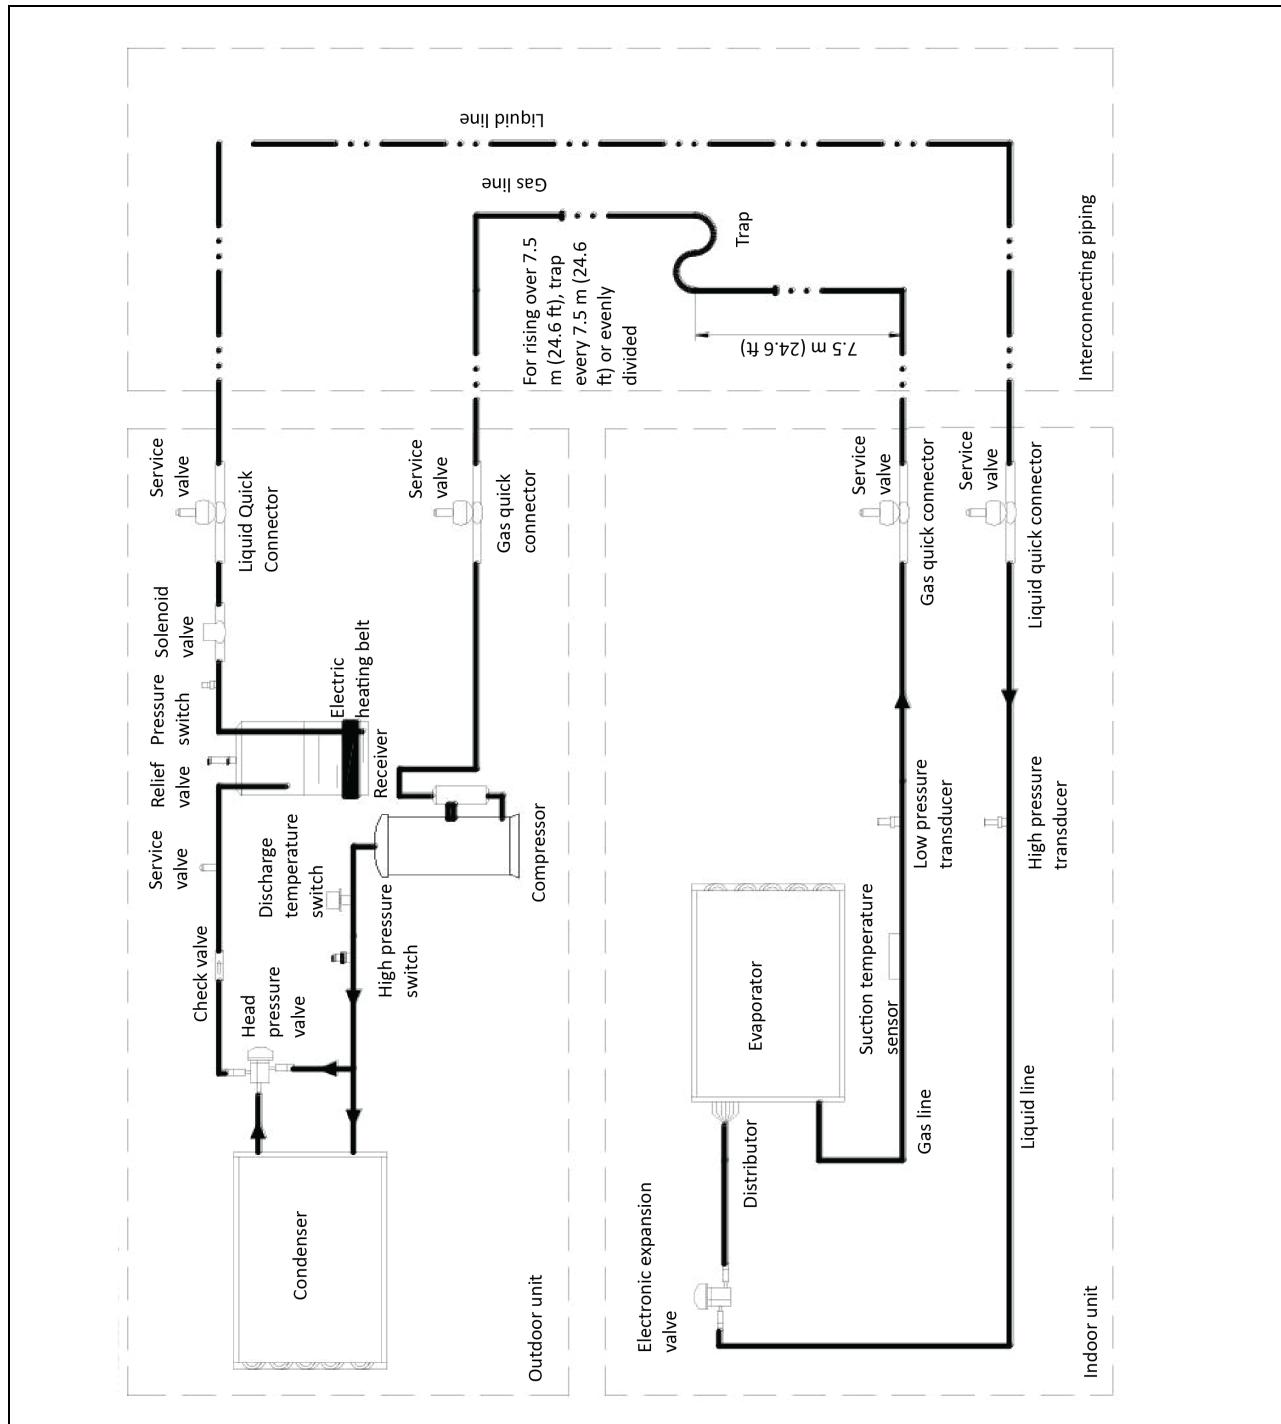 Liquid line
Gas line
For rising over 7.5
m (24.6 ft), trap
every 7.5 m (24.6
ft) or evenly
divided
Trap
7.5 m (24.6 ft)
Interconnecting piping
Service
valve
Liquid Quick
Connector
Solenoid
valve
Pressure
switch
Relief
valve
Electric
heating belt
Receiver
Service
valve
Gas quick
connector
Service
valve
Discharge
temperature
switch
Compressor
High pressure
switch
Check valve
Head
pressure
valve
Condenser
Outdoor unit
Service
valve
Gas quick connector
Service
valve
Liquid quick connector
Low pressure
transducer
High pressure
transducer
Suction temperature
sensor
Evaporator
Distributor
Gas line
Liquid line
Electronic expansion
valve
Indoor unit